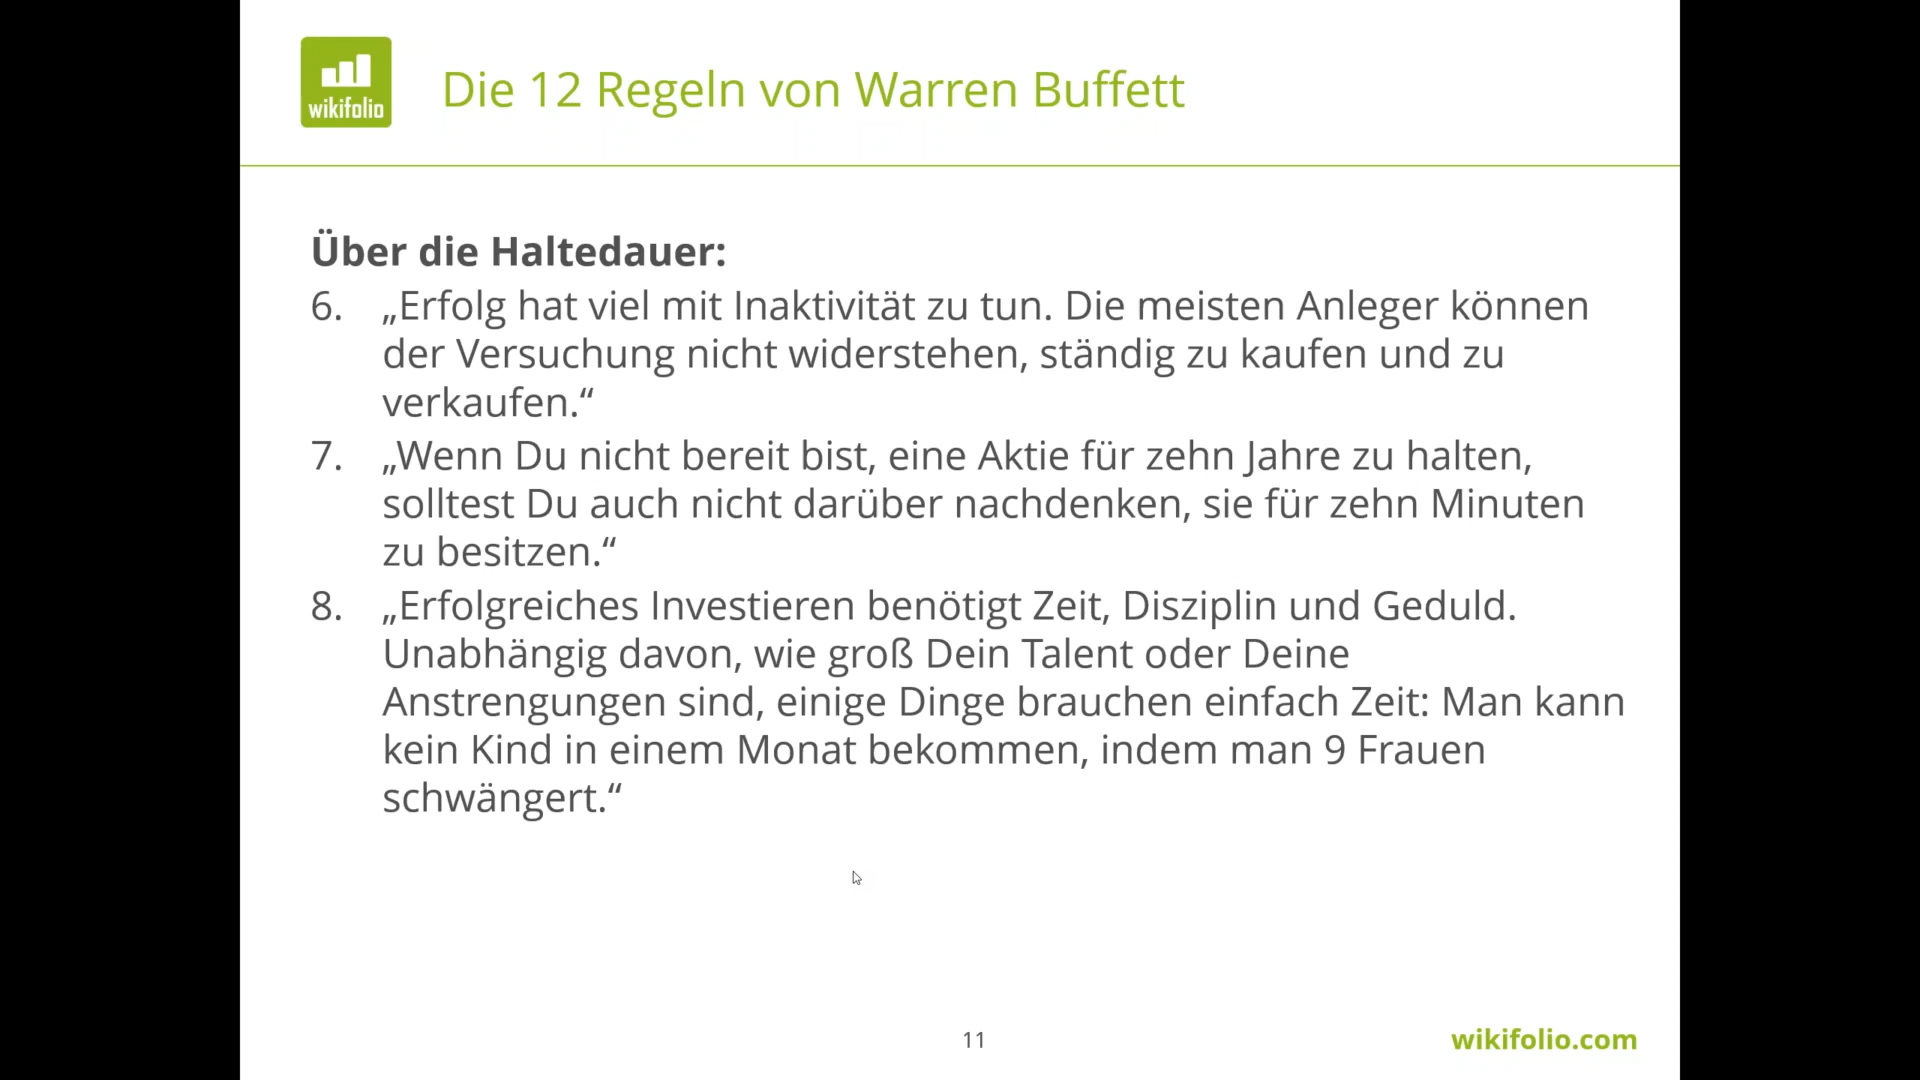 wikifolio
Die 12 Regeln von Warren Buffett
Über die Haltedauer:
6. „Erfolg hat viel mit Inaktivität zu tun. Die meisten Anleger können
der Versuchung nicht widerstehen, ständig zu kaufen und zu
verkaufen.“
7. „Wenn Du nicht bereit bist, eine Aktie für zehn Jahre zu halten,
solltest Du auch nicht darüber nachdenken, sie für zehn Minuten
zu besitzen.“
8. „Erfolgreiches Investieren benötigt Zeit, Disziplin und Geduld.
Unabhängig davon, wie groß Dein Talent oder Deine
Anstrengungen sind, einige Dinge brauchen einfach Zeit: Man kann
kein Kind in einem Monat bekommen, indem man 9 Frauen
schwängert.“
11
wikifolio.com